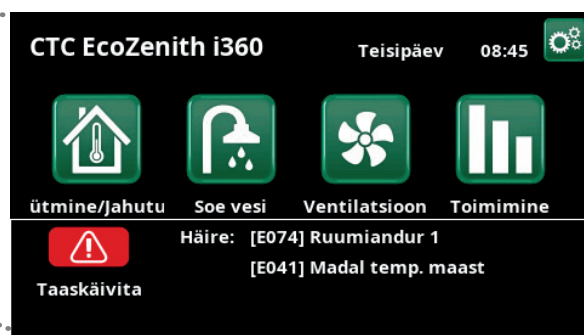 CTC EcoZenith i360 Teisipäev 08:45
ütmine/Jahutu Soe vesi Ventilatsioon Toimimine
Häire: [E074] Ruumiandur 1
[E041] Madal temp. maast
Taaskäivita